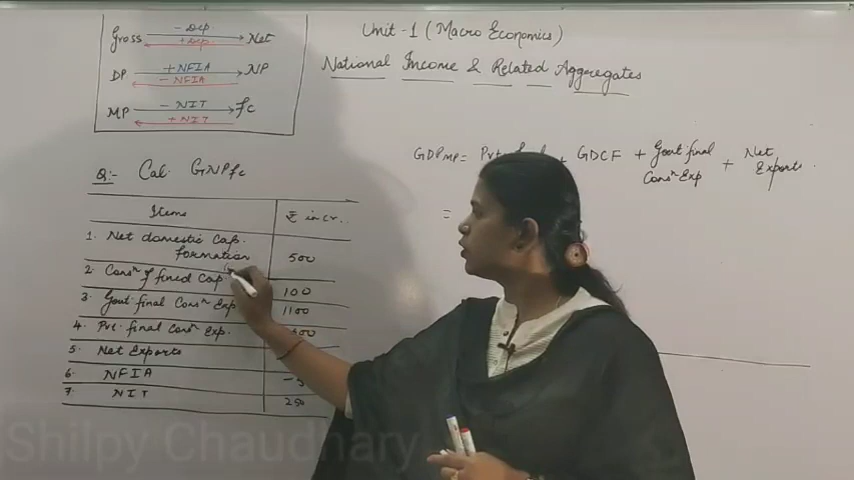 Unit-1 (Macro Economics)
National Income & Related Aggregates
Gross -Dep Net
+Dep.
DP +NFIA NP
- NFIA
MP - NIT fc
+ NIT
Q:- Cal. GNPfc
Items ₹ in cr.
1. Net domestic Cap. formation 500
2. Consn of fixed Cap 100
3. Govt final Consn Exp 1100
4. Pvt. final Consn Exp. 00
5. Net Exports
6. NFIA
7. NIT 250
GDPMP = Pvt + GDCF + Govt final Consn Exp + Net Exports.
=
Shilpy Chaudhary